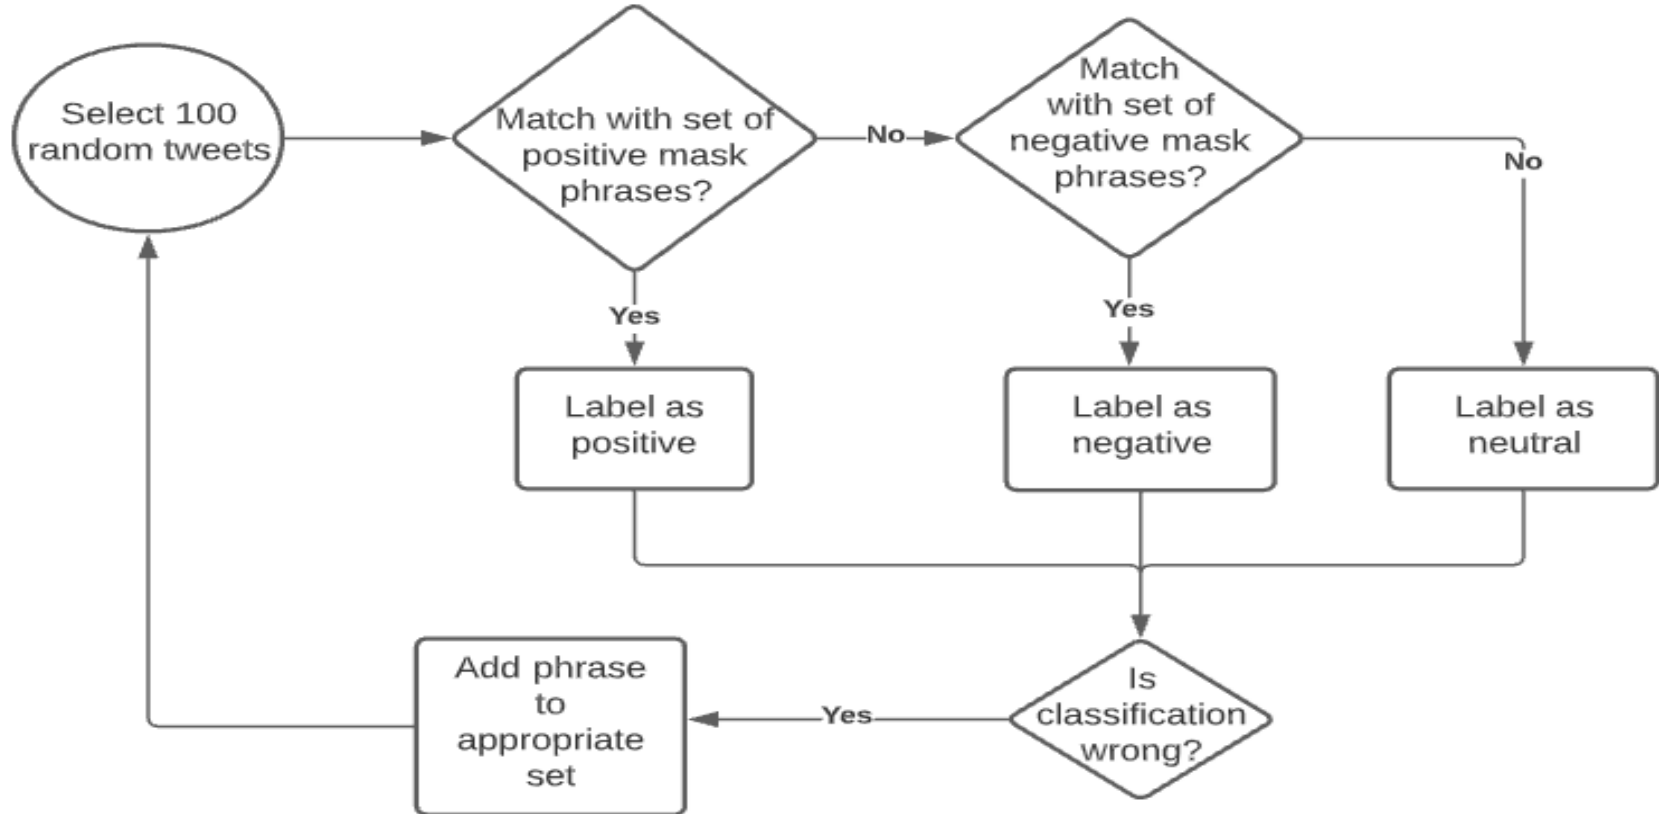 Select 100
random tweets
Match with set of
positive mask
phrases?
No
Match
with set of
negative mask
phrases?
No
Yes
Yes
Label as
positive
Label as
negative
Label as
neutral
Add phrase
to
appropriate
set
Yes
Is
classification
wrong?